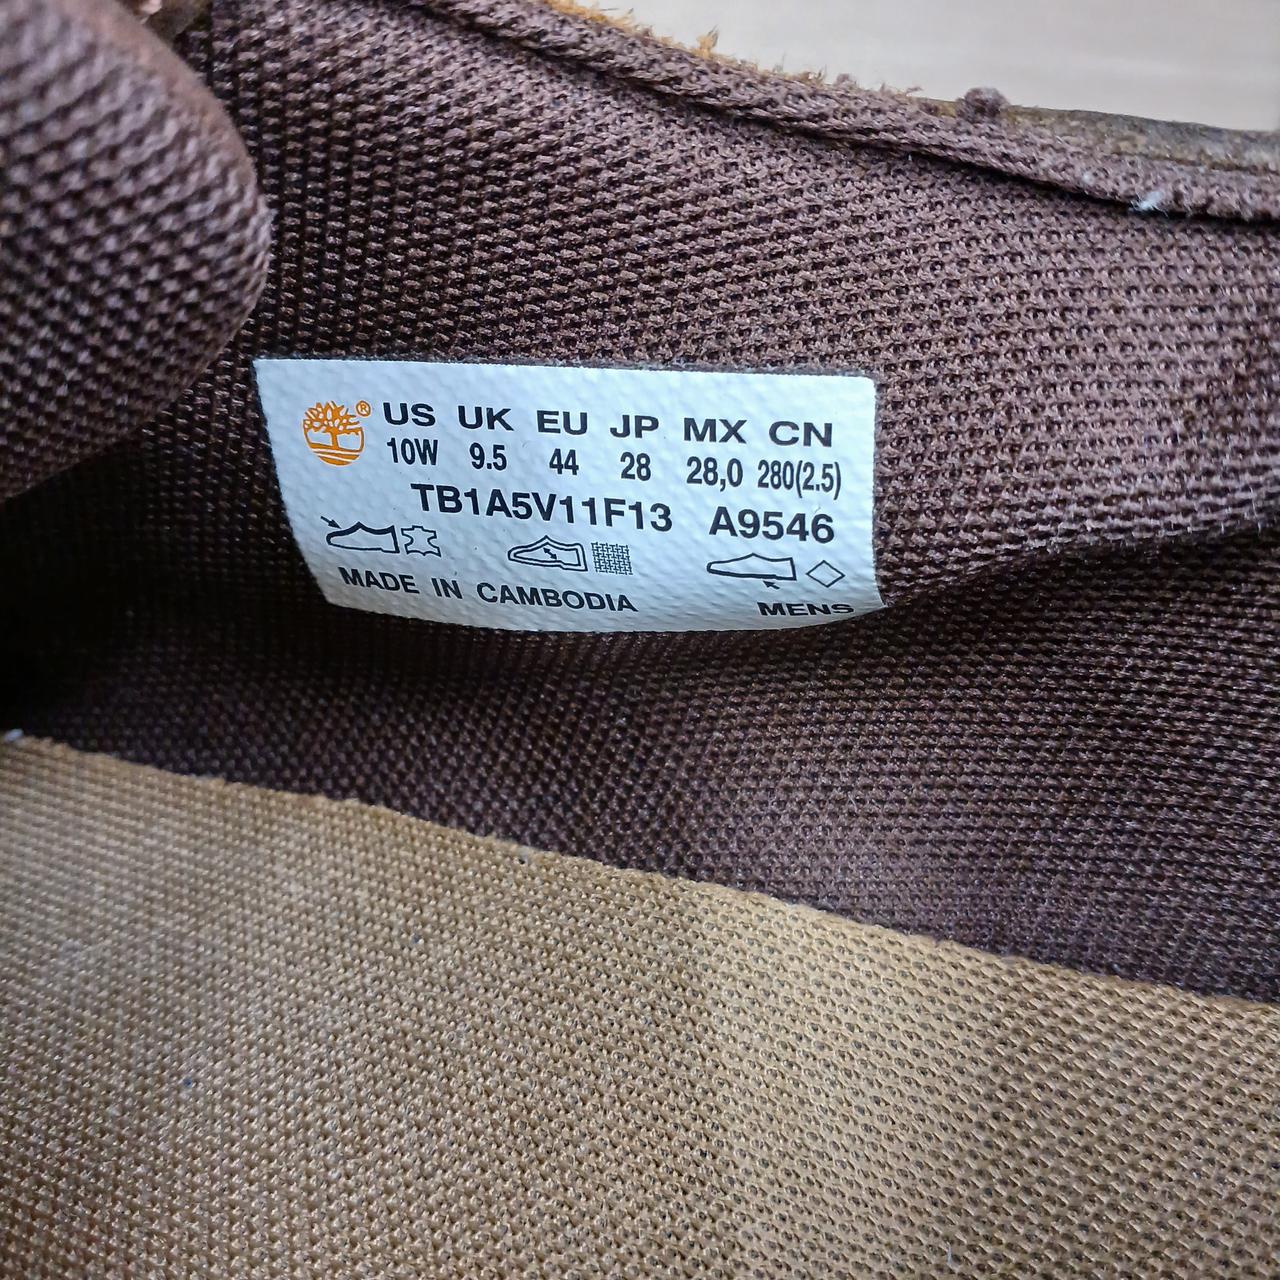 ® US UK EU JP MX CN
10W 9.5 44 28 28,0 280(2.5)
TB1A5V11F13 A9546
MADE IN CAMBODIA MENS